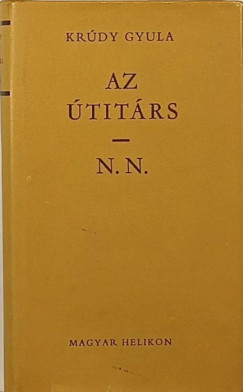 KRÚDY GYULA
AZ
ÚTITÁRS
—
N. N.
MAGYAR HELIKON